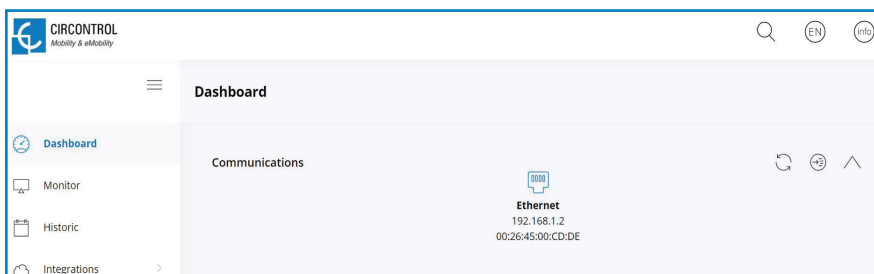 CIRCONTROL
Mobility & eMobility
EN
info
Dashboard
Dashboard
Communications
Monitor
Ethernet
192.168.1.2
Historic
00:26:45:00:CD:DE
Integrations